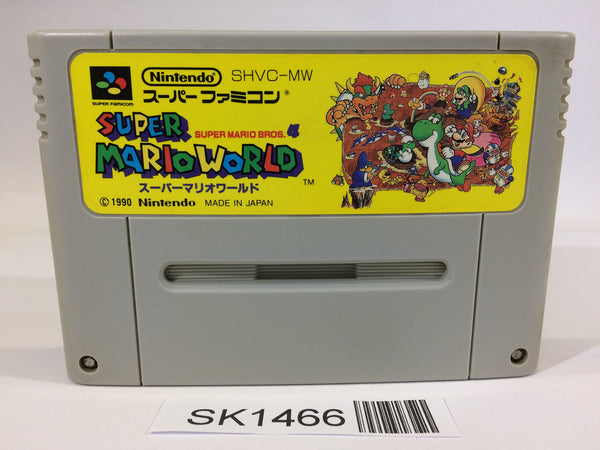 SUPER FAMICOM
Nintendo SHVC-MW
スーパーファミコン®
SUPER MARIO BROS. 4
MARIO WORLD ™
スーパーマリオワールド
© 1990 Nintendo MADE IN JAPAN
SK1466